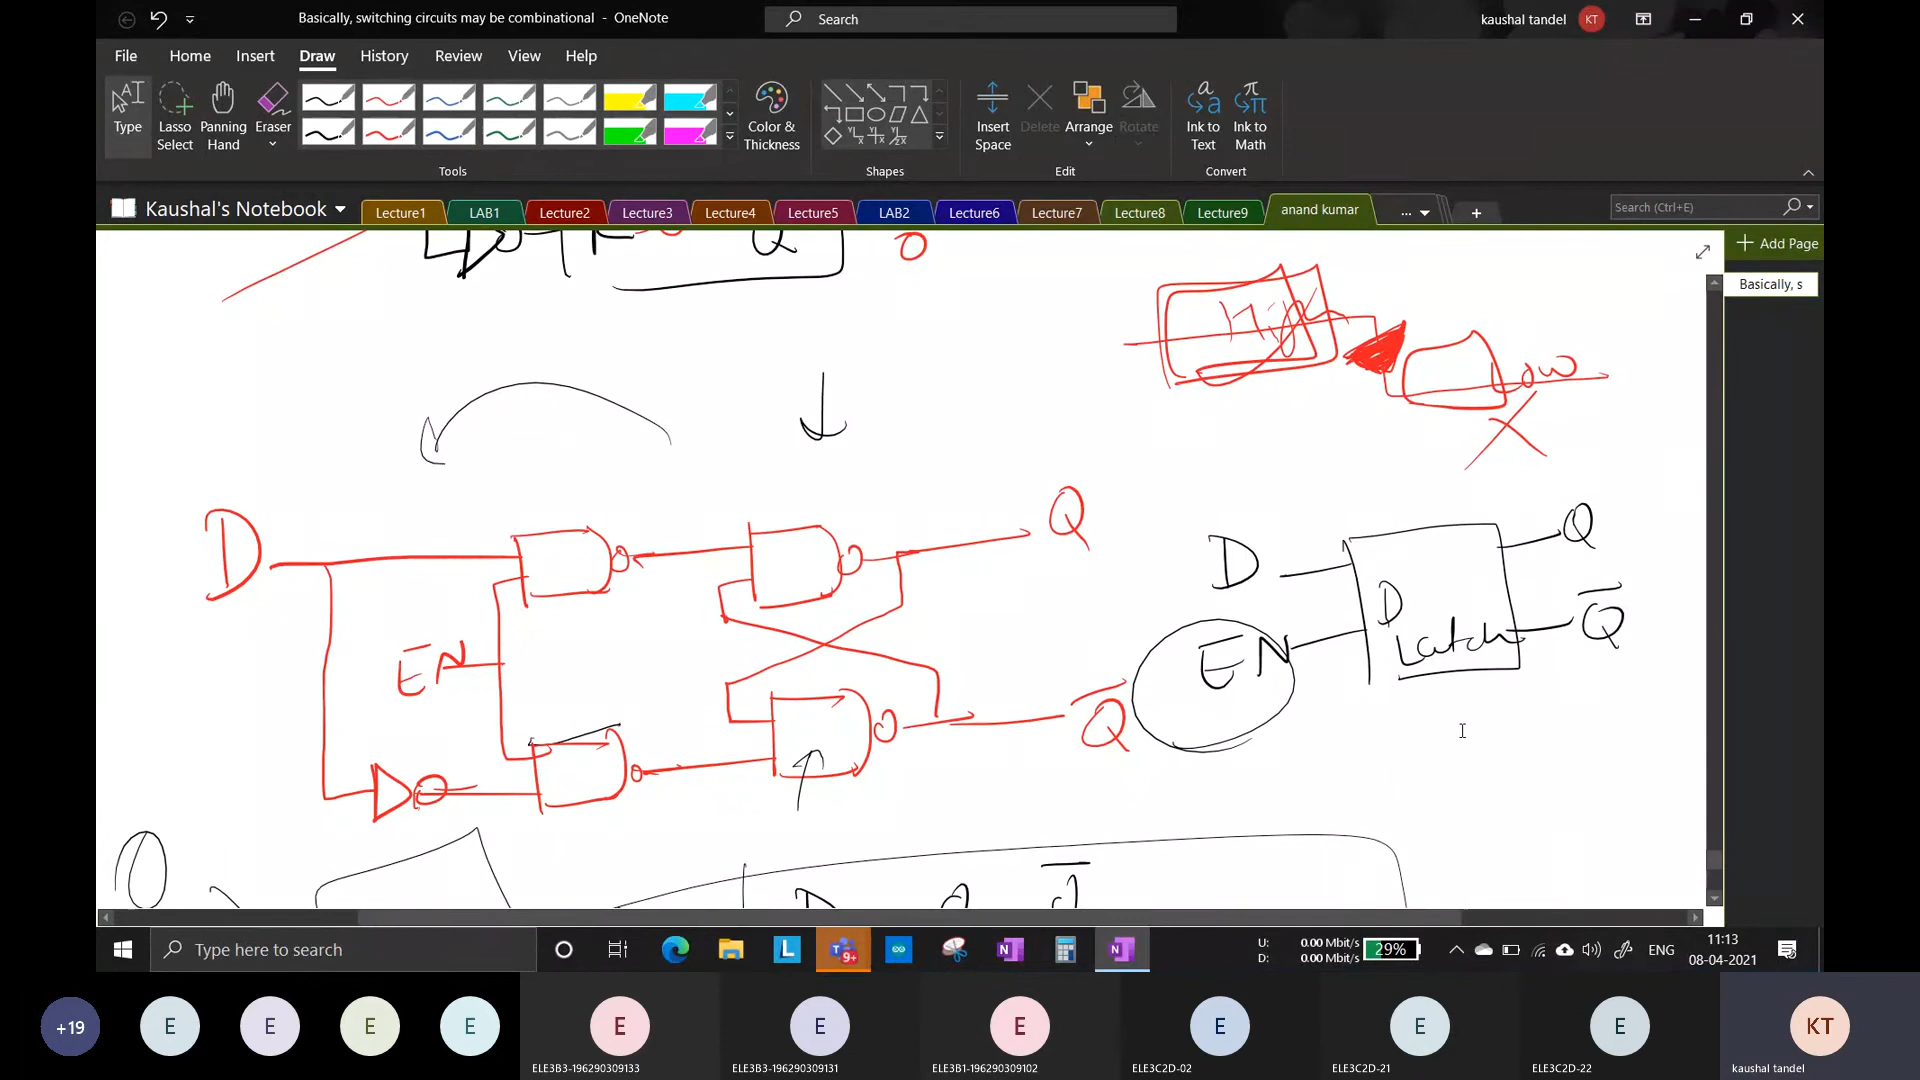 Basically, switching circuits may be combinational - OneNote
Search
kaushal tandel KT
File Home Insert Draw History Review View Help
Type
Lasso Select
Panning Hand
Eraser
Color & Thickness
Insert Space
Delete
Arrange
Rotate
Ink to Text
Ink to Math
Tools
Shapes
Edit
Convert
Kaushal's Notebook Lecture1 LAB1 Lecture2 Lecture3 Lecture4 Lecture5 LAB2 Lecture6 Lecture7 Lecture8 Lecture9 anand kumar ... Search (Ctrl+E)
Add Page
Basically, s
Q 0
High
Low
D Q
EN
Q̅
D Q
EN Q̅
D Latch
Type here to search
U: 0.00 Mbit/s
D: 0.00 Mbit/s
29%
ENG
11:13
08-04-2021
+19 E E E E E E E E E E KT
ELE3B3-196290309133 ELE3B3-196290309131 ELE3B1-196290309102 ELE3C2D-02 ELE3C2D-21 ELE3C2D-22 kaushal tandel